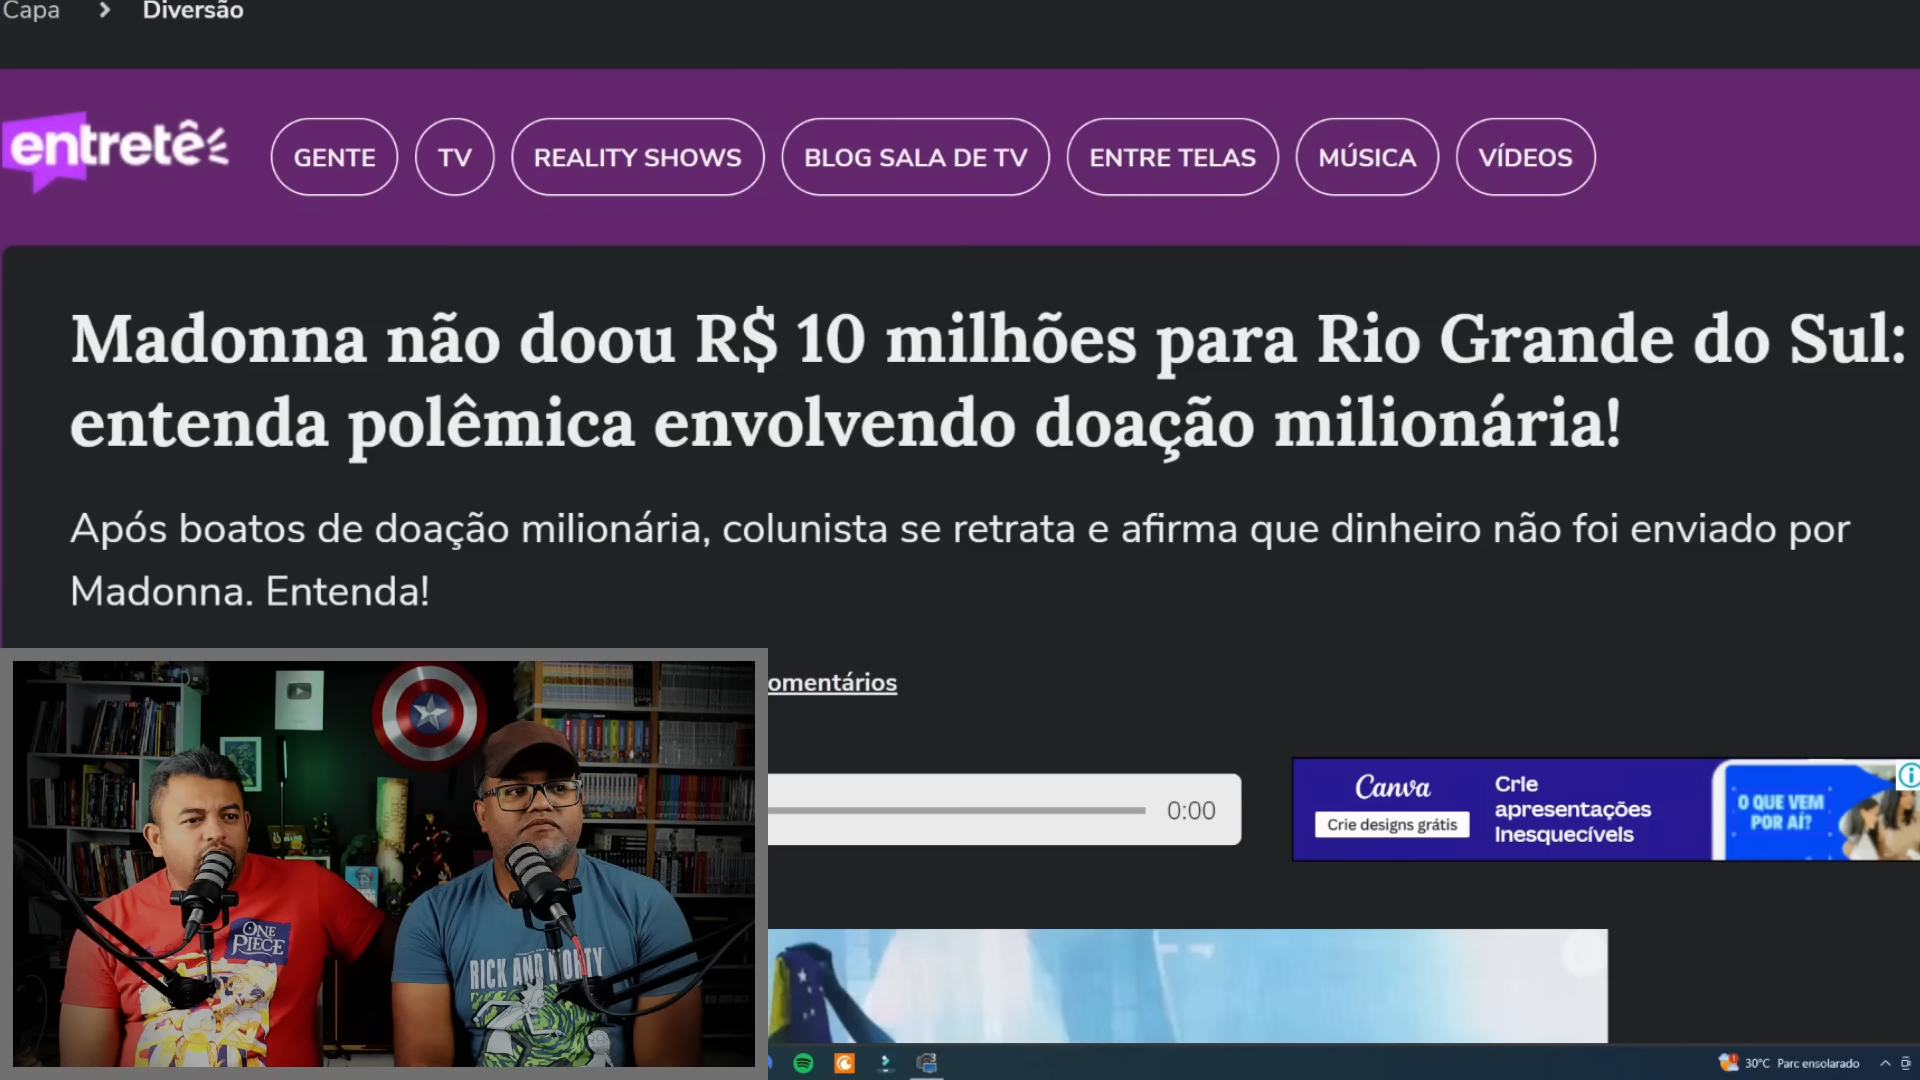 Capa > Diversão
entretê
GENTE
TV
REALITY SHOWS
BLOG SALA DE TV
ENTRE TELAS
MÚSICA
VÍDEOS
Madonna não doou R$ 10 milhões para Rio Grande do Sul:
entenda polêmica envolvendo doação milionária!
Após boatos de doação milionária, colunista se retrata e afirma que dinheiro não foi enviado por
Madonna. Entenda!
omentários
0:00
Canva
Crie designs grátis
Crie
apresentações
Inesquecíveis
O QUE VEM
POR AÍ?
ONE
PIECE
RICK AND MORTY
30°C Parc ensolarado